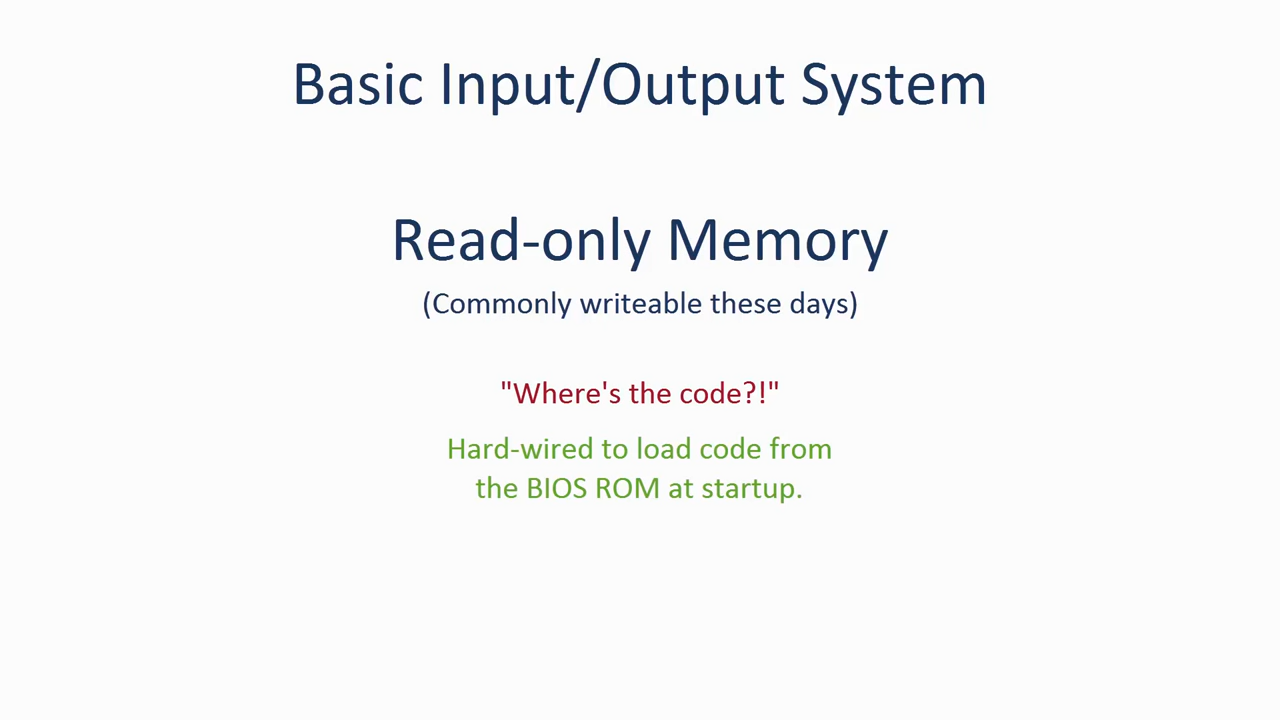 Basic Input/Output System
Read-only Memory
(Commonly writeable these days)
"Where's the code?!"
Hard-wired to load code from
the BIOS ROM at startup.